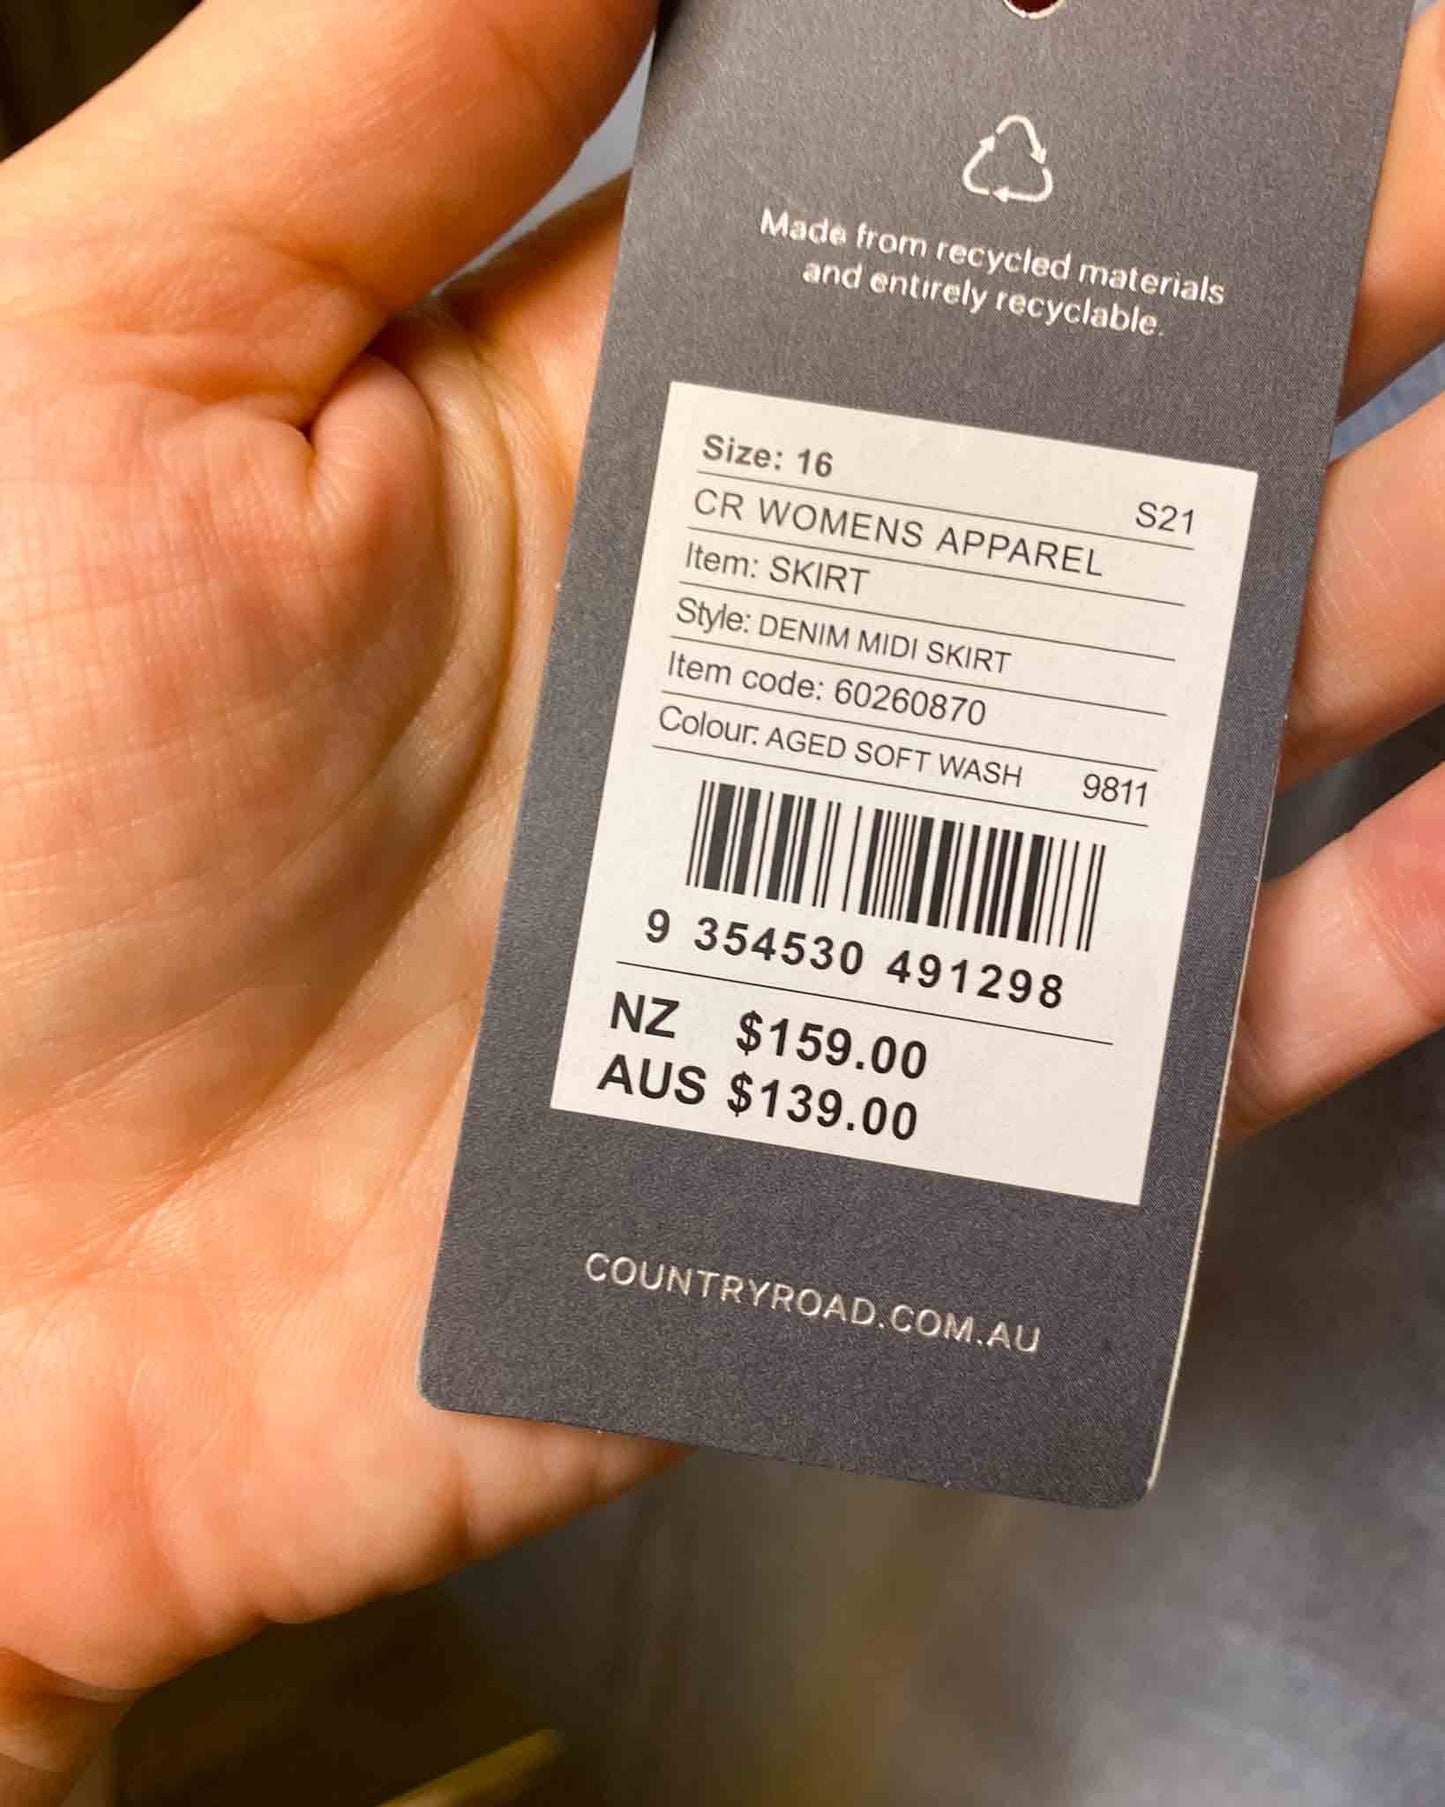 Made from recycled materials
and entirely recyclable.
Size: 16
S21
CR WOMENS APPAREL
Item: SKIRT
Style: DENIM MIDI SKIRT
Item code: 60260870
Colour: AGED SOFT WASH 9811
9 354530 491298
NZ $159.00
AUS $139.00
COUNTRYROAD.COM.AU